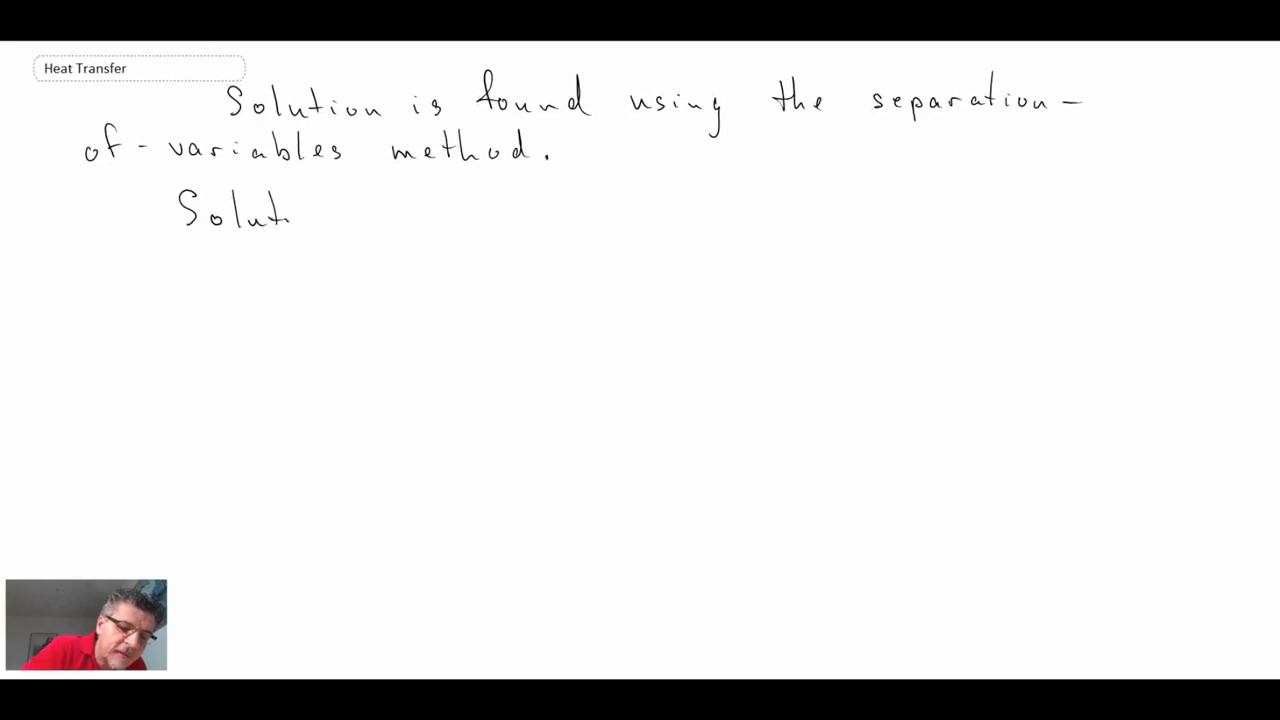 Heat Transfer
Solution is found using the separation-
of-variables method.
Solut